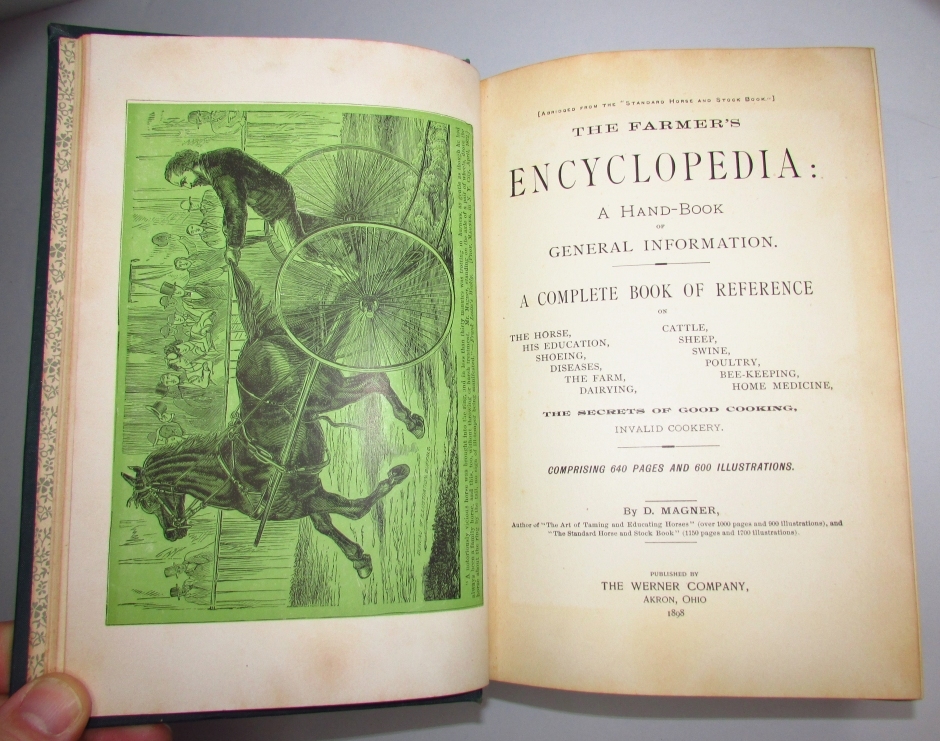 [Abridged from the "Standard Horse and Stock Book."]
THE FARMER'S
ENCYCLOPEDIA:
A Hand-Book
OF
GENERAL INFORMATION.
A COMPLETE BOOK OF REFERENCE
ON
THE HORSE,
HIS EDUCATION,
SHOEING,
DISEASES,
THE FARM,
DAIRYING,
CATTLE,
SHEEP,
SWINE,
POULTRY,
BEE-KEEPING,
HOME MEDICINE,
THE SECRETS OF GOOD COOKING,
INVALID COOKERY.
COMPRISING 640 PAGES AND 600 ILLUSTRATIONS.
By D. MAGNER,
Author of "The Art of Taming and Educating Horses" (over 1000 pages and 900 illustrations), and
"The Standard Horse and Stock Book" (1150 pages and 1750 illustrations).
PUBLISHED BY
THE WERNER COMPANY,
Akron, Ohio
1898